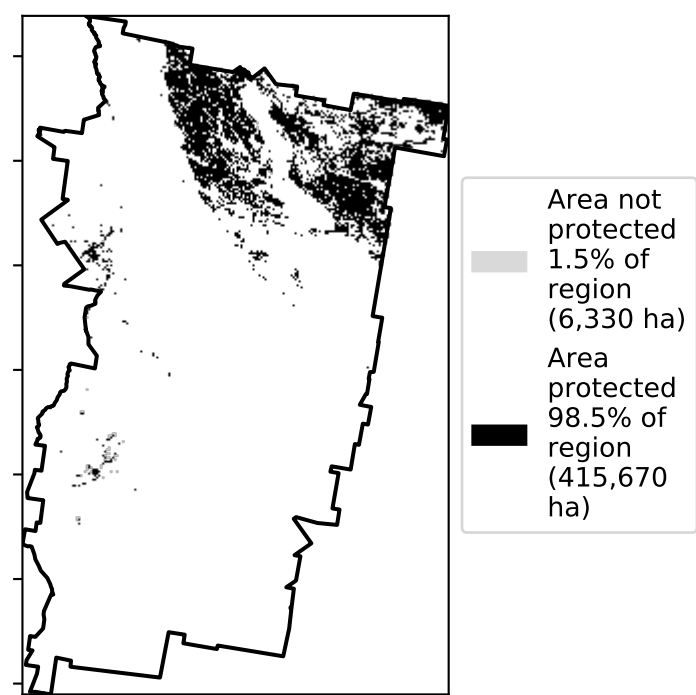 Area not
protected
1.5% of
region
(6,330 ha)
Area
protected
98.5% of
region
(415,670
ha)